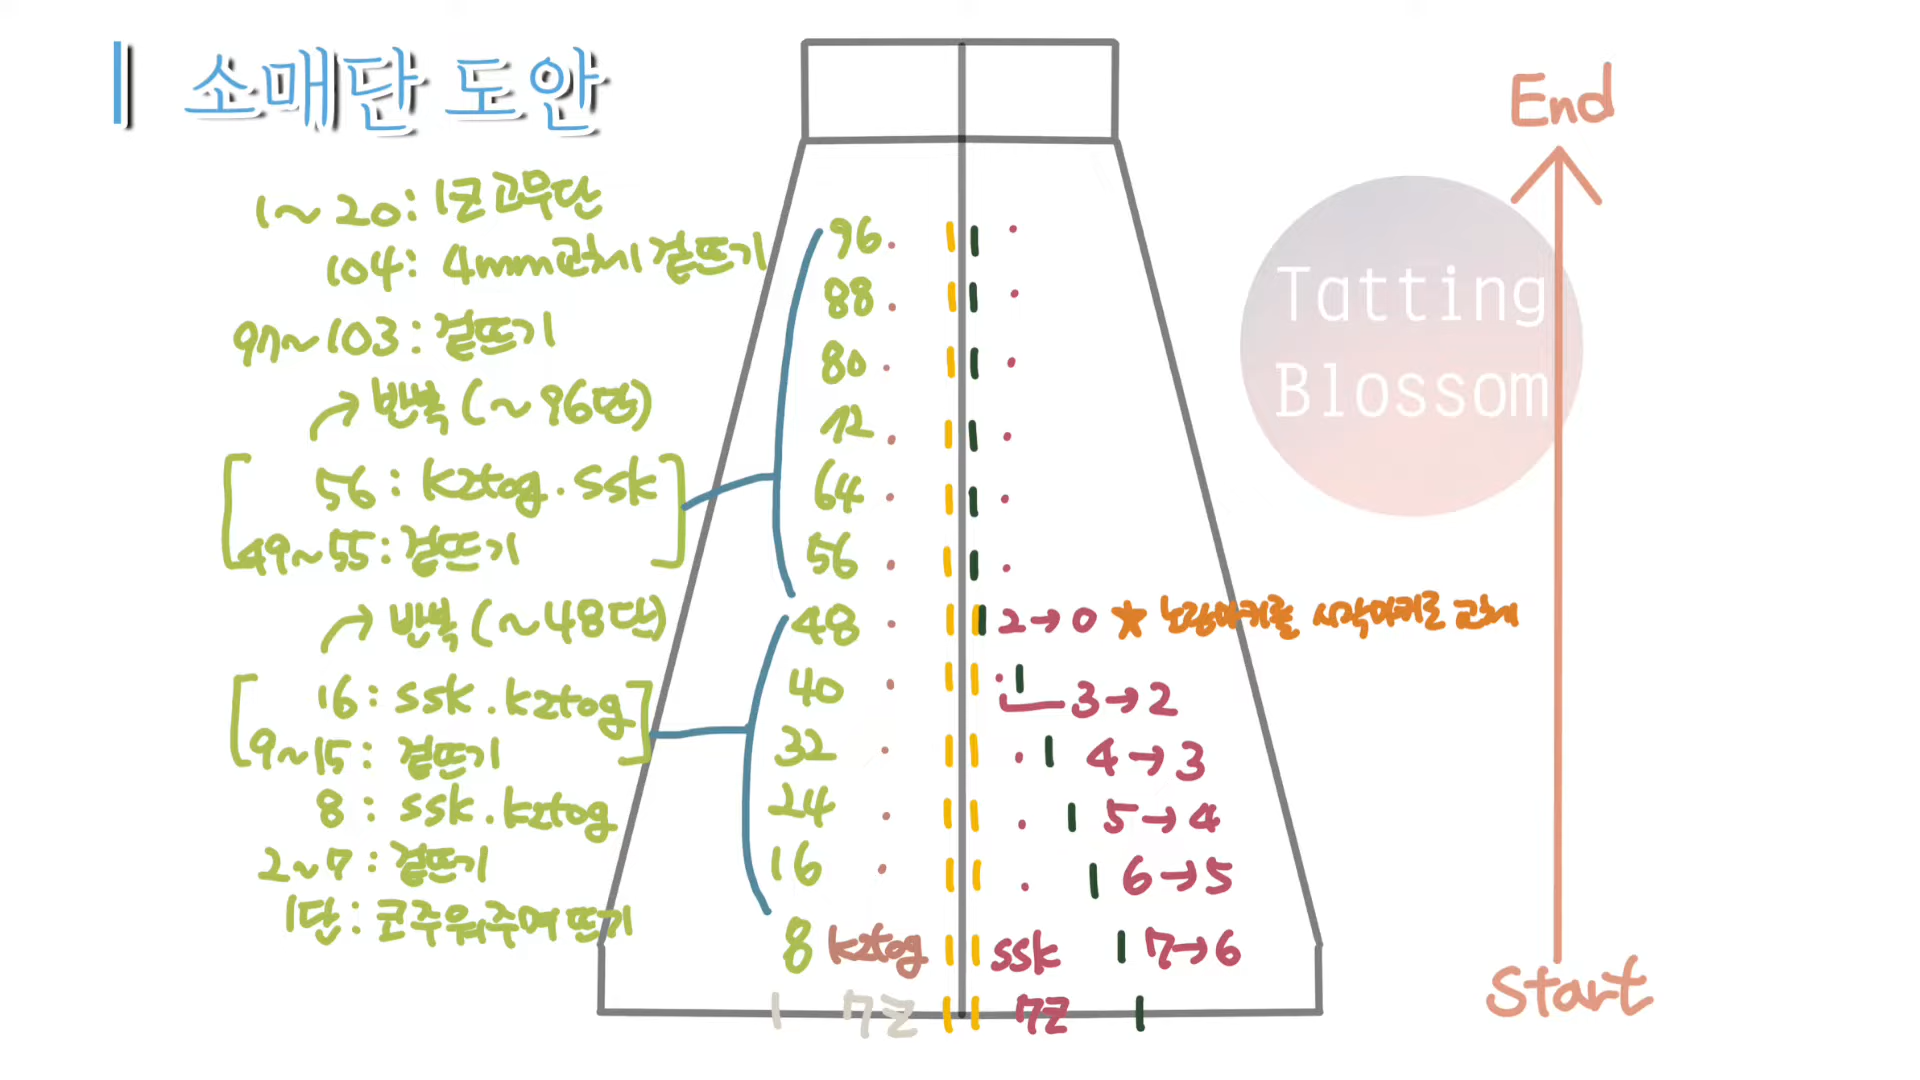 소매단 도안
1~20: 1코 고무단
104: 4mm교체 겉뜨기
97~103: 겉뜨기
→ 반복 (~96단)
56: k2tog. ssk
49~55: 겉뜨기
→ 반복 (~48단)
16: ssk. k2tog
9~15: 겉뜨기
8: ssk. k2tog
2~7: 겉뜨기
1단: 코주워주며 뜨기
96
88
80
72
64
56
48 2→0 ★ 노랑마커를 시작마커로 교체
40 3→2
32 4→3
24 5→4
16 6→5
8 k2tog ssk 7→6
7코 7코
End
Tatting
Blossom
Start